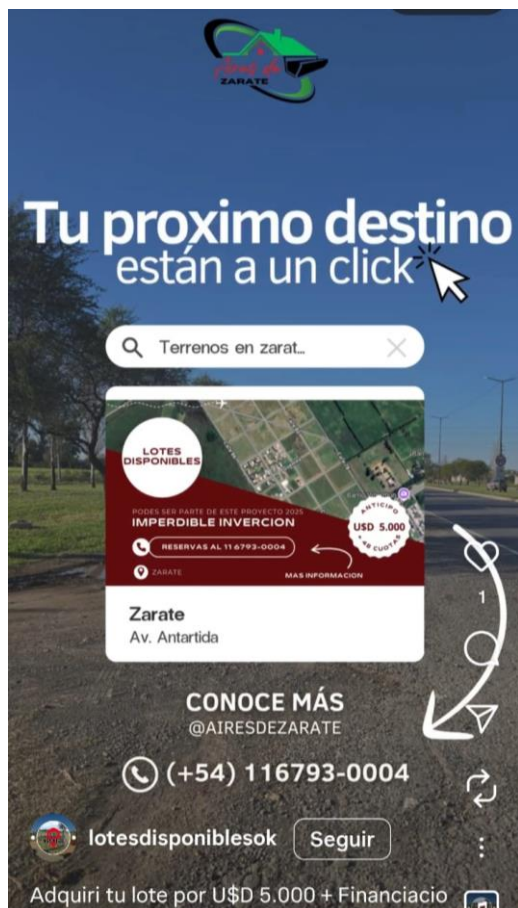 Aires de
ZARATE
Tu proximo destino
están a un click
Terrenos en zarat...
LOTES
DISPONIBLES
PODES SER PARTE DE ESTE PROYECTO 2025
IMPERDIBLE INVERCION
RESERVAS AL 11 6793-0004
ZARATE
MAS INFORMACION
ANTICIPO
U$D 5.000
+ 48 CUOTAS
Zarate
Av. Antartida
1
CONOCE MÁS
@AIRESDEZARATE
(+54) 116793-0004
lotesdisponiblesok
Seguir
Adquiri tu lote por U$D 5.000 + Financiacio